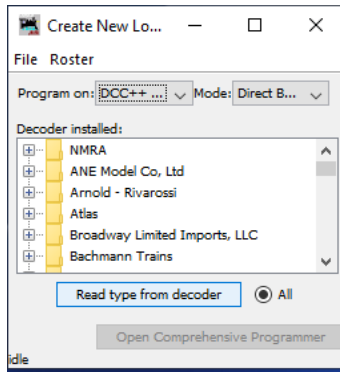 Create New Lo...
File Roster
Program on: DCC++ ... Mode: Direct B...
Decoder installed:
NMRA
ANE Model Co, Ltd
Arnold - Rivarossi
Atlas
Broadway Limited Imports, LLC
Bachmann Trains
Read type from decoder All
Open Comprehensive Programmer
idle